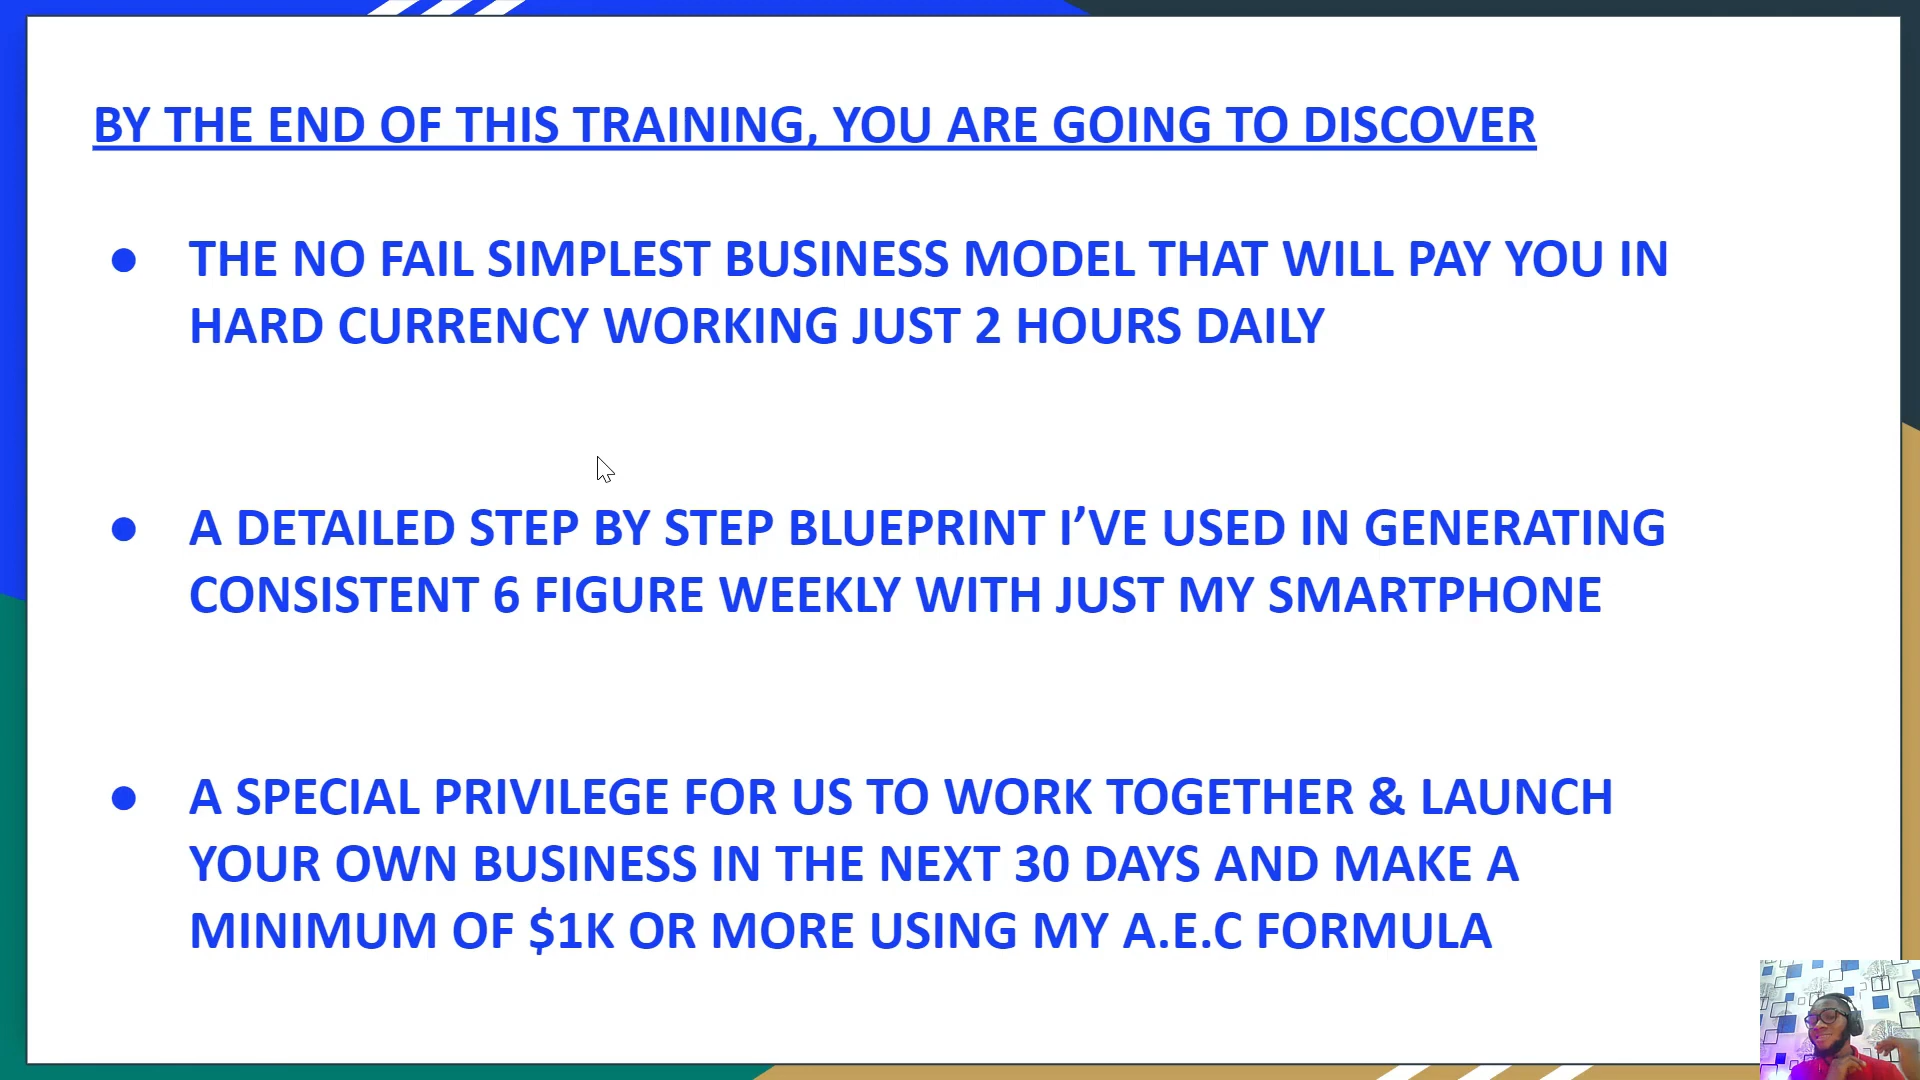 BY THE END OF THIS TRAINING, YOU ARE GOING TO DISCOVER
● THE NO FAIL SIMPLEST BUSINESS MODEL THAT WILL PAY YOU IN
HARD CURRENCY WORKING JUST 2 HOURS DAILY
● A DETAILED STEP BY STEP BLUEPRINT I’VE USED IN GENERATING
CONSISTENT 6 FIGURE WEEKLY WITH JUST MY SMARTPHONE
● A SPECIAL PRIVILEGE FOR US TO WORK TOGETHER & LAUNCH
YOUR OWN BUSINESS IN THE NEXT 30 DAYS AND MAKE A
MINIMUM OF $1K OR MORE USING MY A.E.C FORMULA